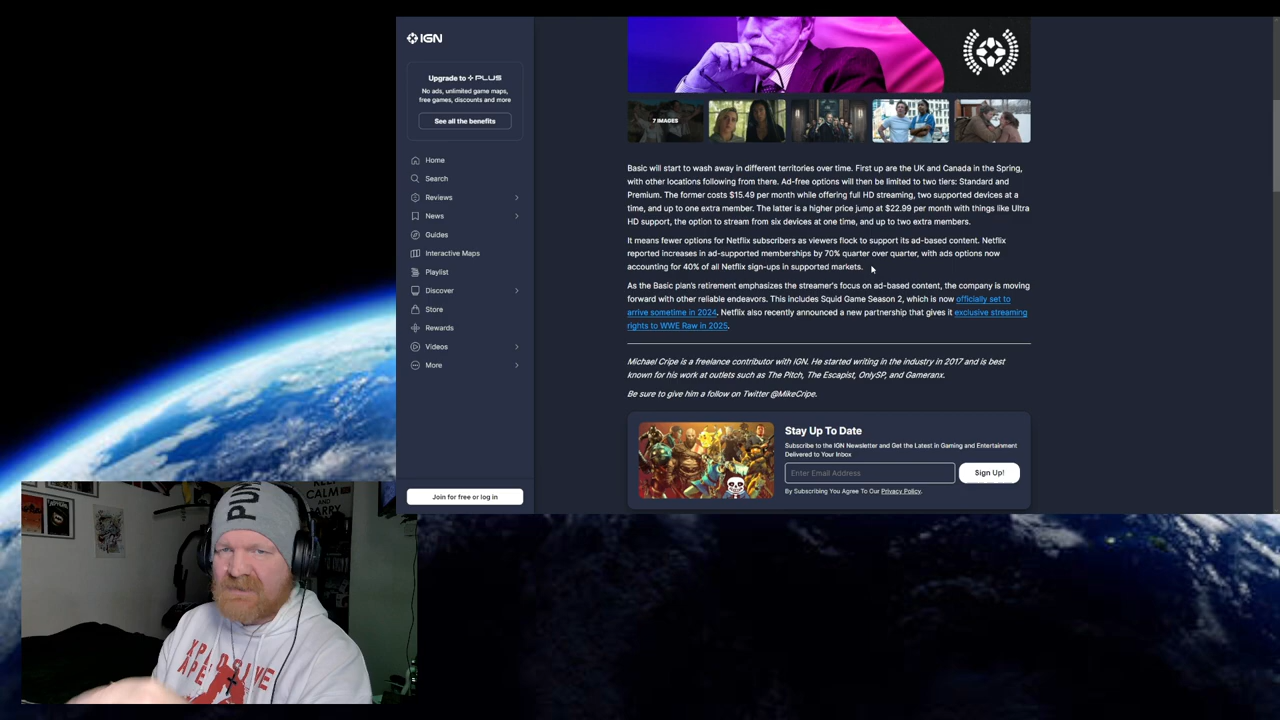 IGN
Upgrade to + PLUS
No ads, unlimited game maps,
free games, discounts and more
See all the benefits
Home
Search
Reviews
News
Guides
Interactive Maps
Playlist
Discover
Store
Rewards
Videos
More
Join for free or log in
7 IMAGES
Basic will start to wash away in different territories over time. First up are the UK and Canada in the Spring,
with other locations following from there. Ad-free options will then be limited to two tiers: Standard and
Premium. The former costs $15.49 per month while offering full HD streaming, two supported devices at a
time, and up to one extra member. The latter is a higher price jump at $22.99 per month with things like Ultra
HD support, the option to stream from six devices at one time, and up to two extra members.
It means fewer options for Netflix subscribers as viewers flock to support its ad-based content. Netflix
reported increases in ad-supported memberships by 70% quarter over quarter, with ads options now
accounting for 40% of all Netflix sign-ups in supported markets.
As the Basic plan's retirement emphasizes the streamer's focus on ad-based content, the company is moving
forward with other reliable endeavors. This includes Squid Game Season 2, which is now officially set to
arrive sometime in 2024. Netflix also recently announced a new partnership that gives it exclusive streaming
rights to WWE Raw in 2025.
Michael Cripe is a freelance contributor with IGN. He started writing in the industry in 2017 and is best
known for his work at outlets such as The Pitch, The Escapist, OnlySP, and Gameranx.
Be sure to give him a follow on Twitter @MikeCripe.
Stay Up To Date
Subscribe to the IGN Newsletter and Get the Latest in Gaming and Entertainment
Delivered to Your Inbox
Enter Email Address
Sign Up!
By Subscribing You Agree To Our Privacy Policy.
KEEP
CALM
AND
XPLOSIVE
APE